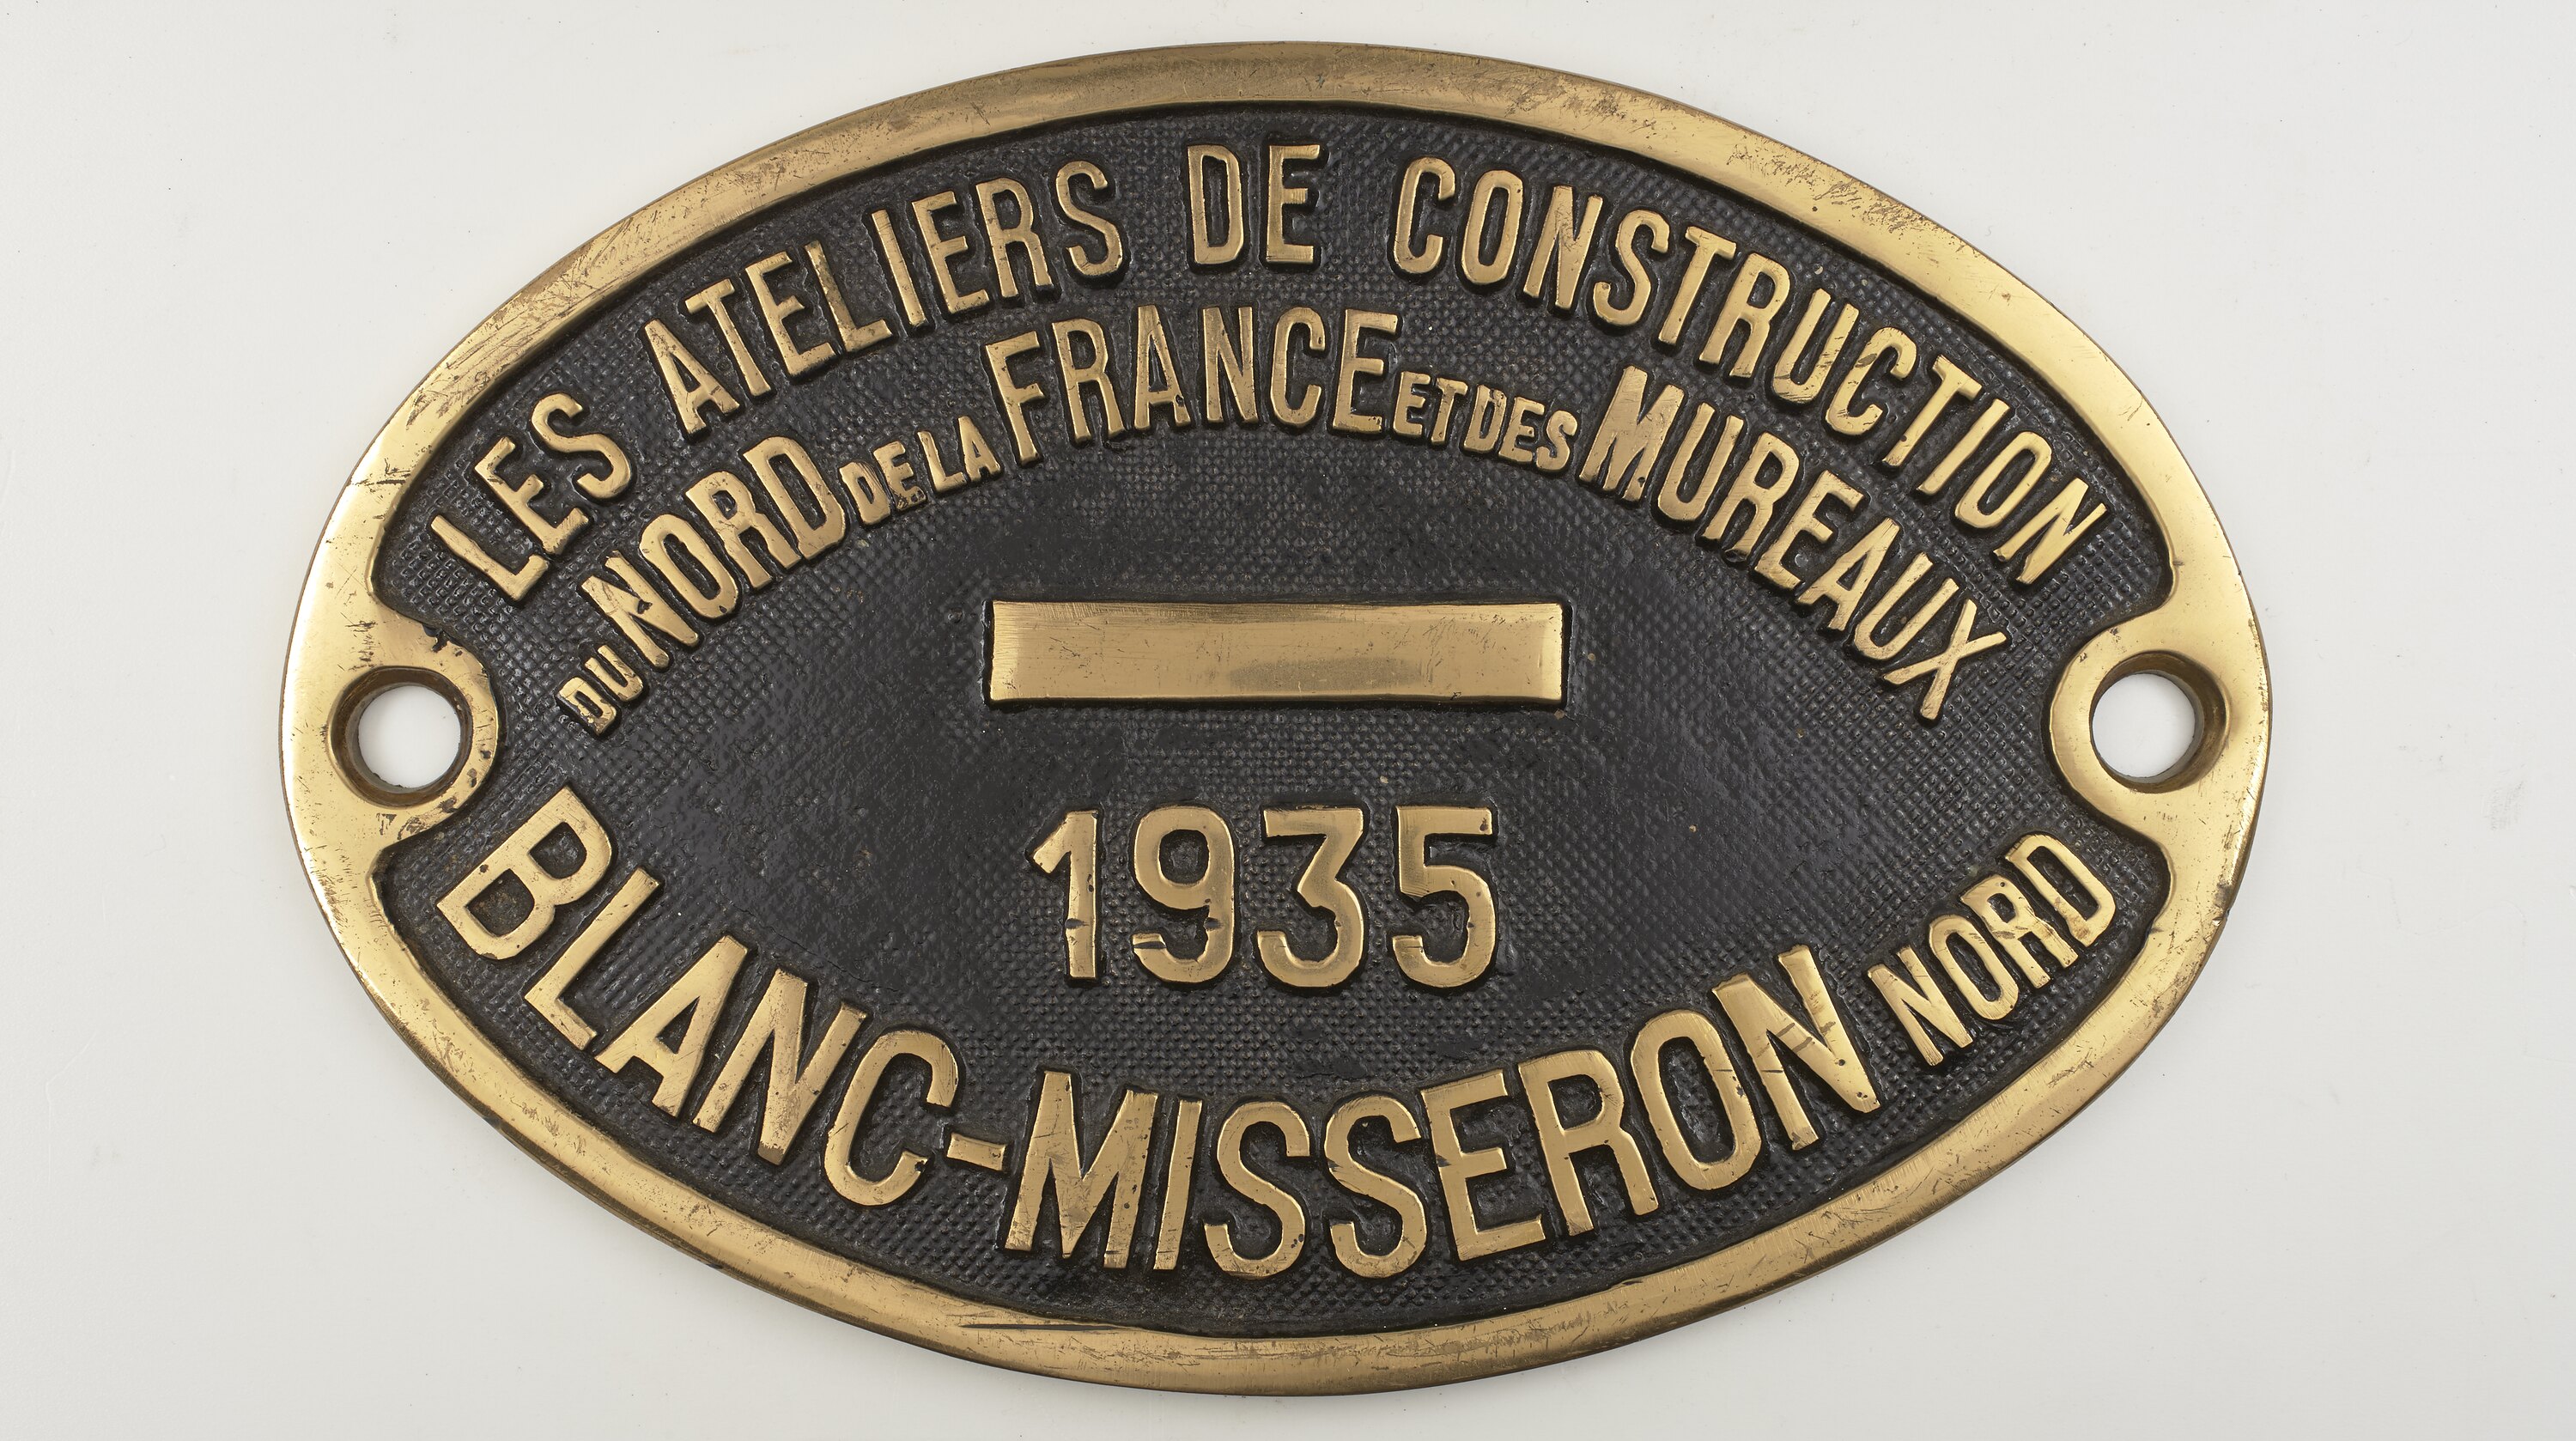 LES ATELIERS DE CONSTRUCTION
DU NORD DE LA FRANCE ET DES MUREAUX
1935
BLANC-MISSERON NORD